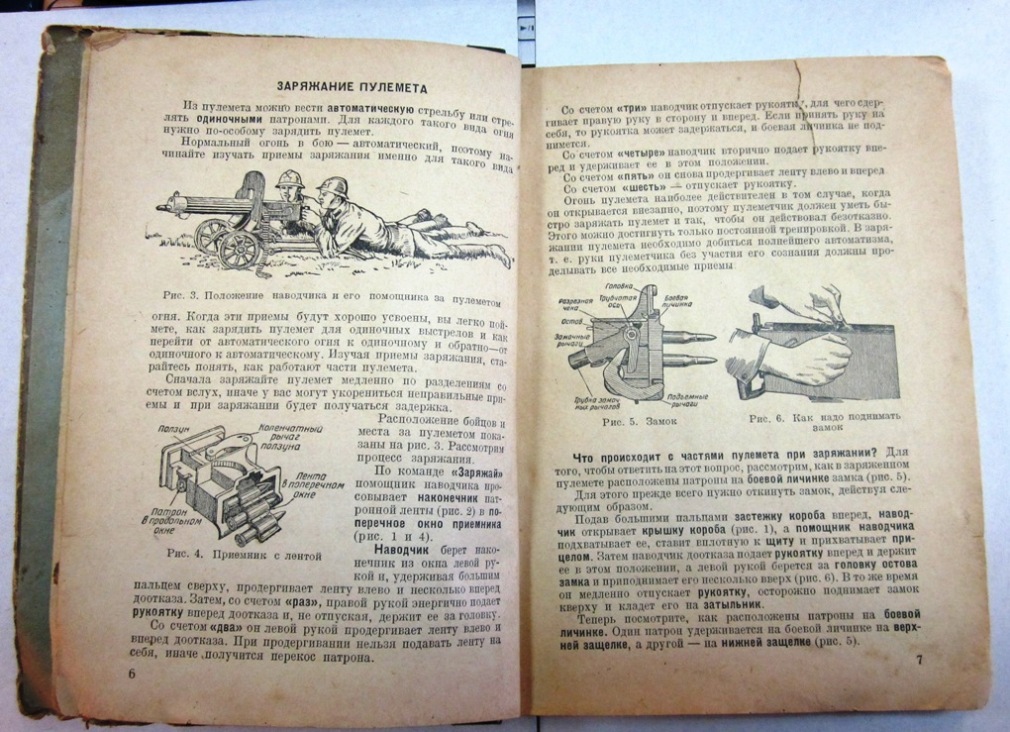 ЗАРЯЖАНИЕ ПУЛЕМЕТА
Из пулемета можно вести автоматическую стрельбу или стре-
лять одиночными патронами. Для каждого такого вида огня
нужно по-особому зарядить пулемет.
Нормальный огонь в бою — автоматический, поэтому на-
чинайте изучать приемы заряжания именно для такого вида
Рис. 3. Положение наводчика и его помощника за пулеметом
огня. Когда эти приемы будут хорошо усвоены, вы легко пой-
мете, как зарядить пулемет для одиночных выстрелов и как
перейти от автоматического огня к одиночному и обратно—от
одиночного к автоматическому. Изучая приемы заряжания, ста-
райтесь понять, как работают части пулемета.
Сначала заряжайте пулемет медленно по разделениям со
счетом вслух, иначе у вас могут укорениться неправильные при-
емы и при заряжании будет получаться задержка.
Ползун
Коленчатный
рычаг
ползуна
Лента
в поперечном
окне
Патрон
в продольном
окне
Рис. 4. Приемник с лентой
Расположение бойцов и
места за пулеметом пока-
заны на рис. 3. Рассмотрим
процесс заряжания.
По команде «Заряжай»
помощник наводчика про-
совывает наконечник пат-
ронной ленты (рис. 2) в по-
перечное окно приемника
(рис. 1 и 4).
Наводчик берет нако-
нечник из окна левой ру-
кой и, удерживая большим
пальцем сверху, продергивает ленту влево и несколько вперед
доотказа. Затем, со счетом «раз», правой рукой энергично подает
рукоятку вперед доотказа и, не отпуская, держит ее за головку.
Со счетом «два» он левой рукой продергивает ленту влево и
вперед доотказа. При продергивании нельзя подавать ленту на
себя, иначе получится перекос патрона.
6
Со счетом «три» наводчик отпускает рукоятку, для чего сдер-
гивает правую руку в сторону и вперед. Если принять руку на
себя, то рукоятка может задержаться, и боевая личинка не под-
нимется.
Со счетом «четыре» наводчик вторично подает рукоятку впе-
ред и удерживает ее в этом положении.
Со счетом «пять» он снова продергивает ленту влево и вперед
Со счетом «шесть» — отпускает рукоятку.
Огонь пулемета наиболее действителен в том случае, когда
он открывается внезапно, поэтому пулеметчик должен уметь бы-
стро заряжать пулемет и так, чтобы он действовал безотказно.
Этого можно достигнуть только постоянной тренировкой. В заря-
жании пулемета необходимо добиться полнейшего автоматизма,
т. е. руки пулеметчика без участия его сознания должны про-
делывать все необходимые приемы
Головка
Разрезная
чека
Трубчатая
ось
Боевая
личинка
Остов
Замочные
рычаги
Трубка замоч-
ных рычагов
Подъемные
рычаги
Рис. 5. Замок
Рис. 6. Как надо поднимать
замок
Что происходит с частями пулемета при заряжании? Для
того, чтобы ответить на этот вопрос, рассмотрим, как в заряженном
пулемете расположены патроны на боевой личинке замка (рис. 5).
Для этого прежде всего нужно откинуть замок, действуя сле-
дующим образом.
Подав большими пальцами застежку короба вперед, навод-
чик открывает крышку короба (рис. 1), а помощник наводчика
подхватывает ее, ставит вплотную к щиту и прихватывает при-
целом. Затем наводчик доотказа подает рукоятку вперед и держит
ее в этом положении, а левой рукой берется за головку остова
замка и приподнимает его несколько вверх (рис. 6). В то же время
он медленно отпускает рукоятку, осторожно поднимает замок
кверху и кладет его на затыльник.
Теперь посмотрите, как расположены патроны на боевой
личинке. Один патрон удерживается на боевой личинке на верх-
ней защелке, а другой — на нижней защелке (рис. 5).
7